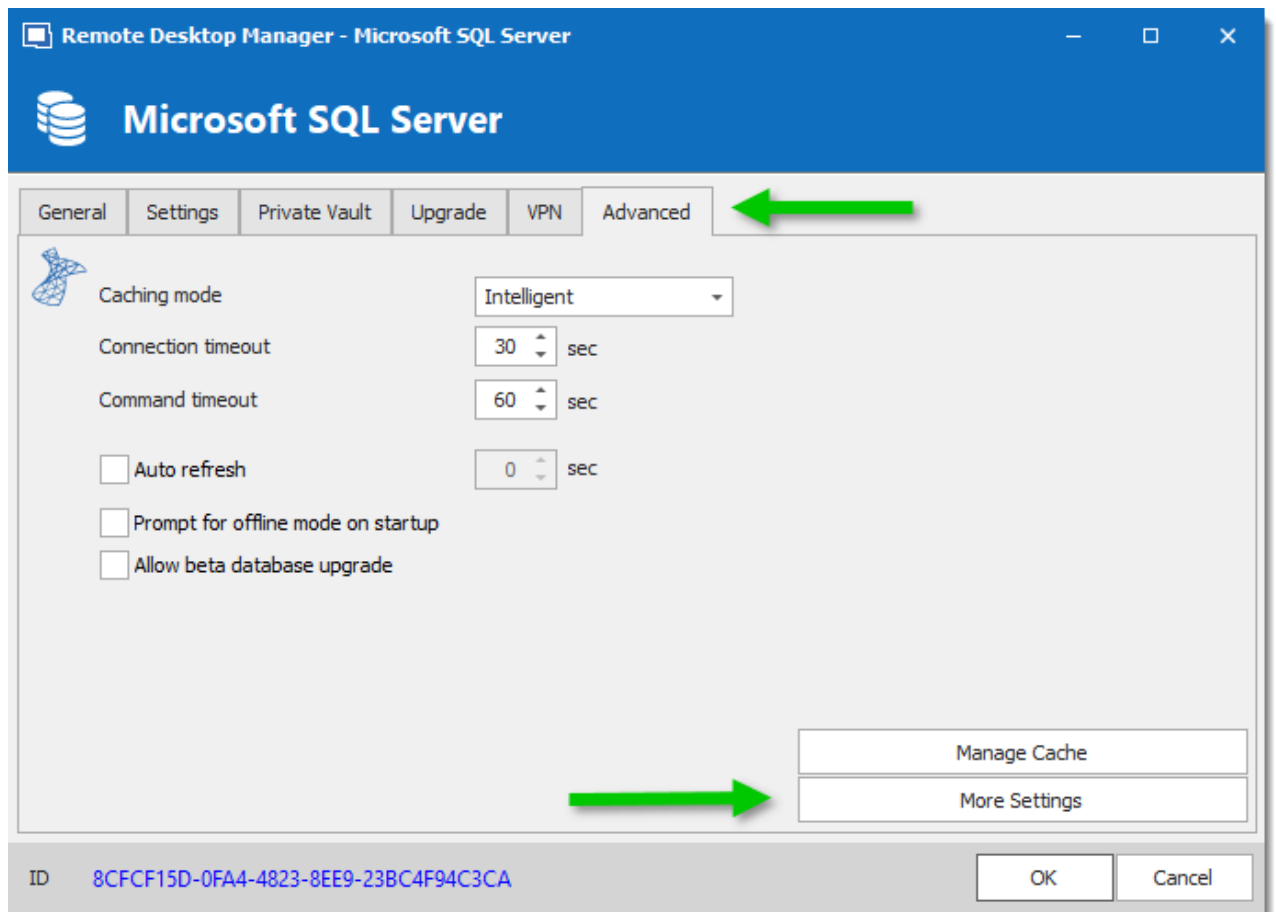 Remote Desktop Manager - Microsoft SQL Server
Microsoft SQL Server
General Settings Private Vault Upgrade VPN Advanced
Caching mode Intelligent
Connection timeout 30 sec
Command timeout 60 sec
Auto refresh 0 sec
Prompt for offline mode on startup
Allow beta database upgrade
Manage Cache
More Settings
ID 8CFCF15D-0FA4-4823-8EE9-23BC4F94C3CA OK Cancel